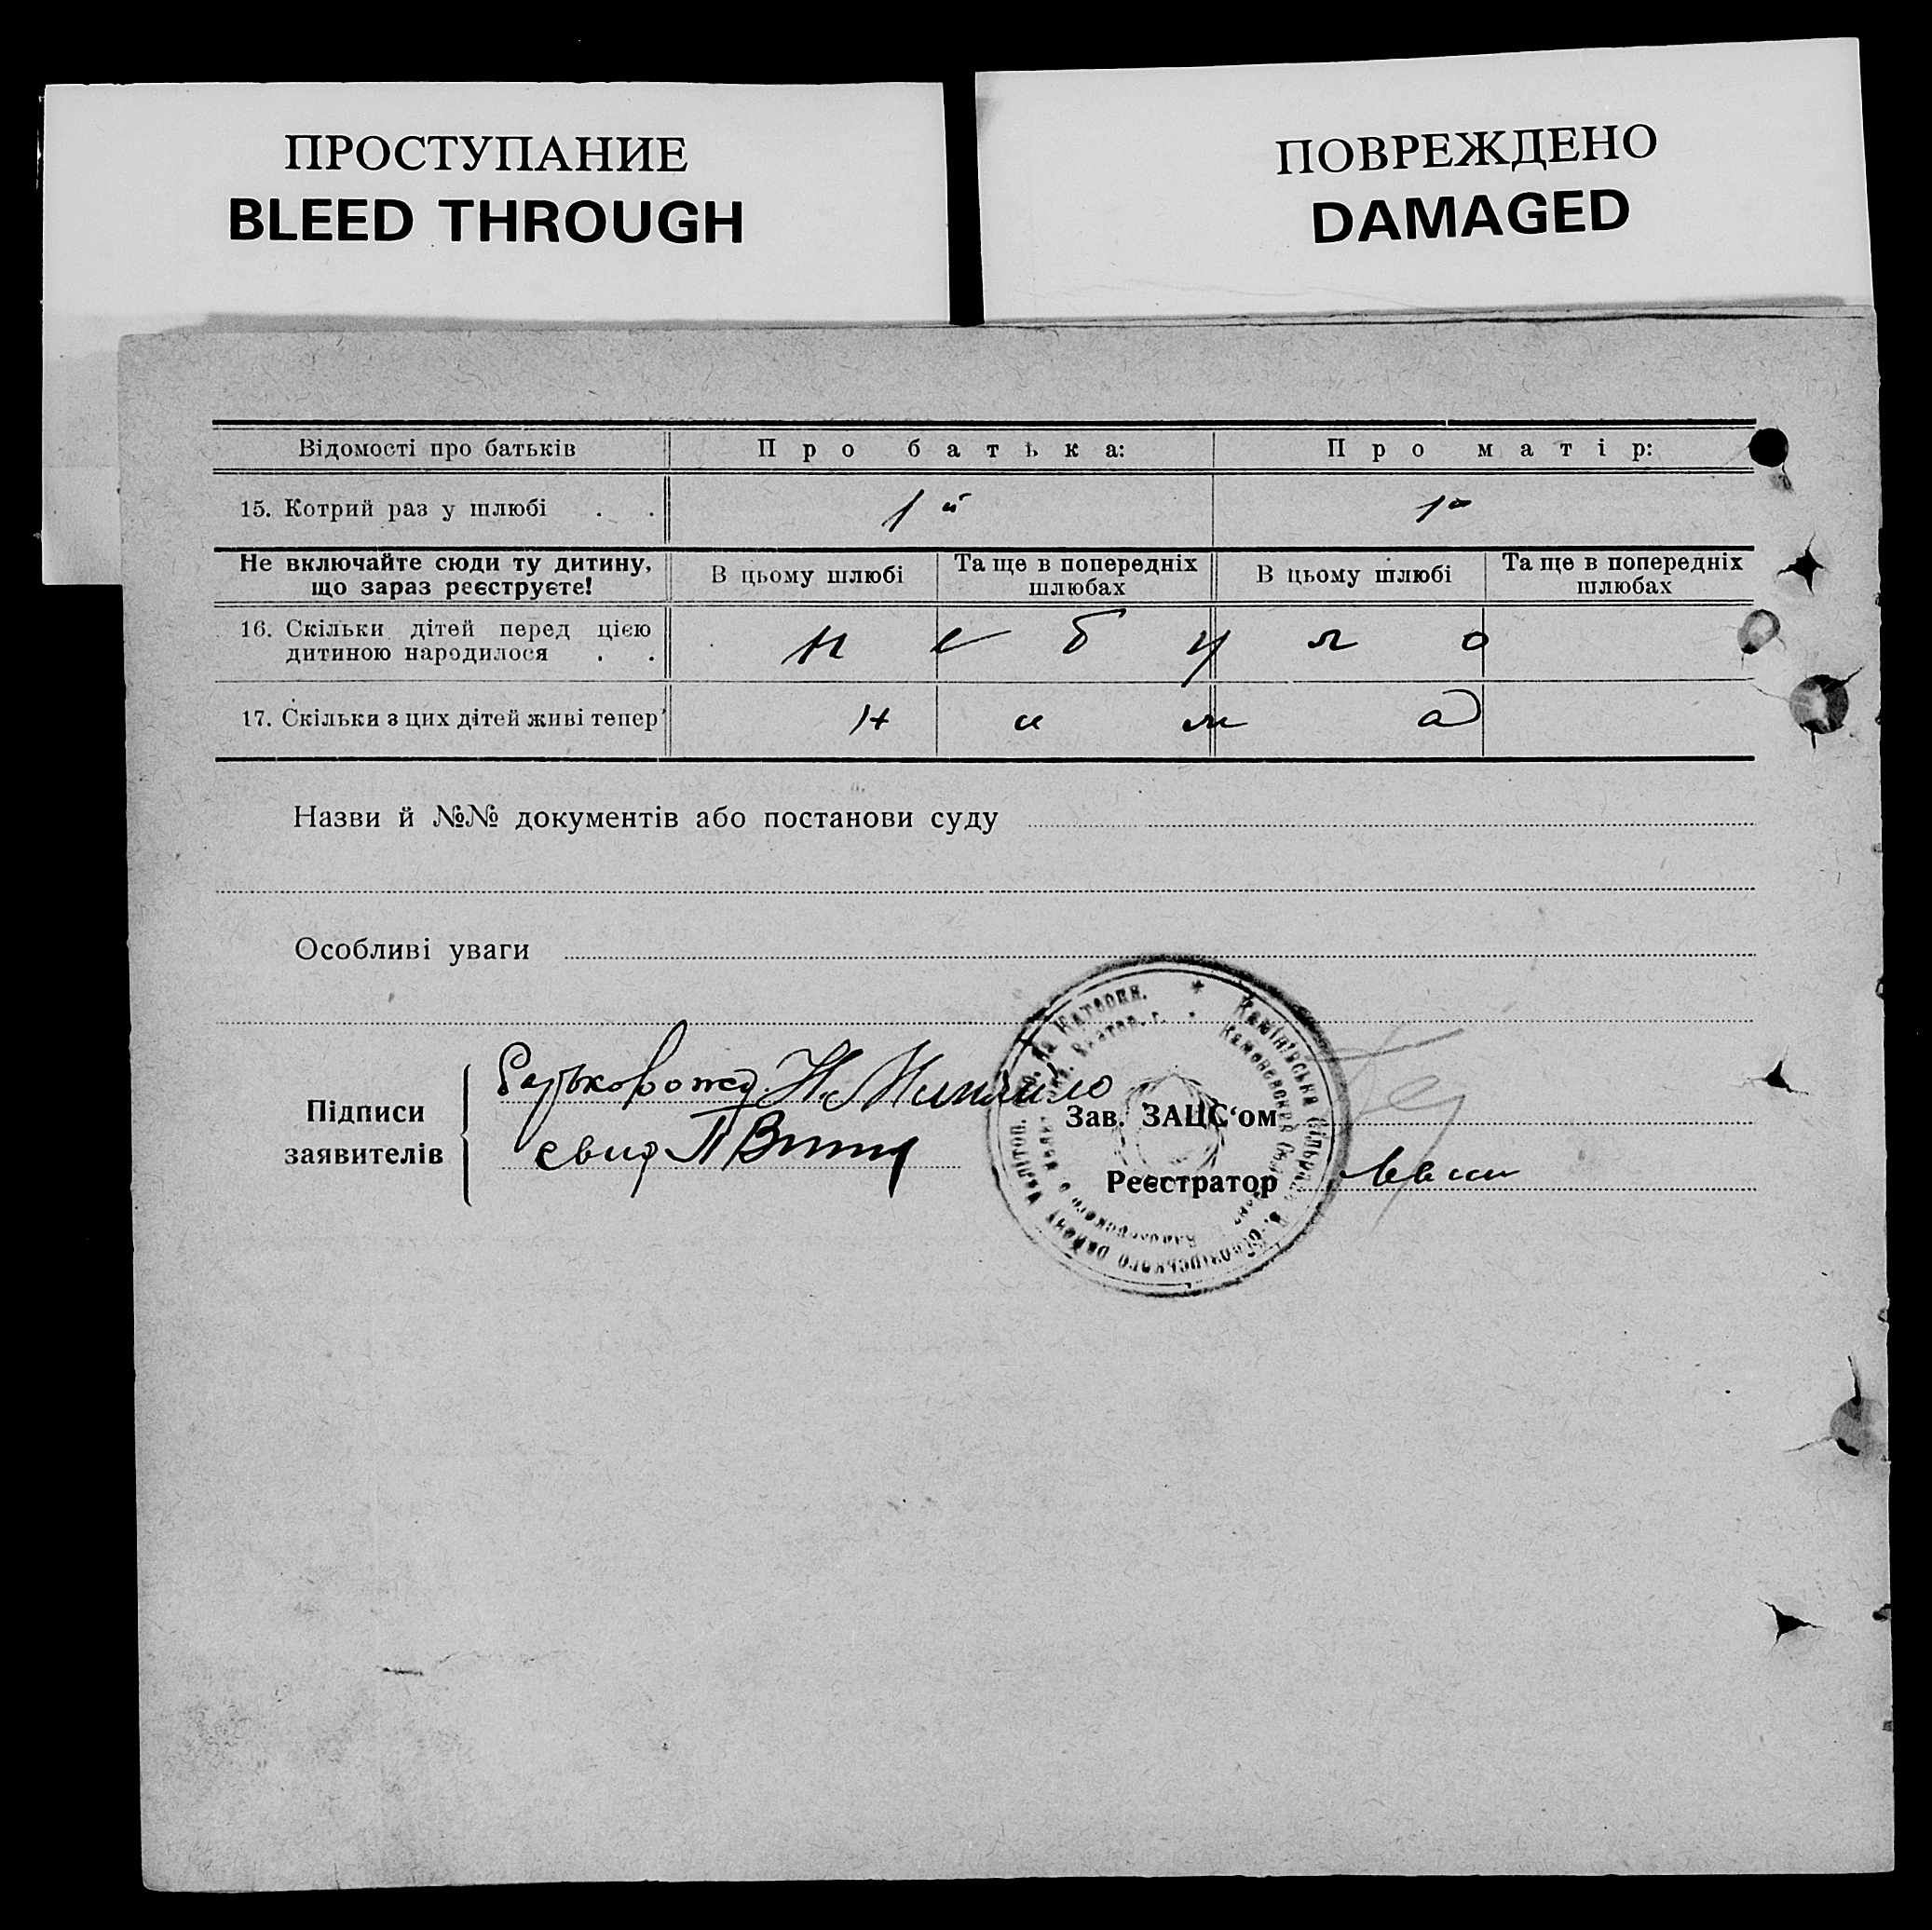 ПРОСТУПАНИЕ
BLEED THROUGH
ПОВРЕЖДЕНО
DAMAGED
Відомості про батьків Про батька: Про матір:
15. Котрий раз у шлюбі . . 1й 1а
Не включайте сюди ту дитину, що зараз реєструєте! В цьому шлюбі Та ще в попередніх шлюбах В цьому шлюбі Та ще в попередніх шлюбах
16. Скільки дітей перед цією
дитиною народилося . . не було
17. Скільки з цих дітей живі тепер нима
Назви й №№ документів або постанови суду
Особливі уваги
Підписи
заявителів
Зав. ЗАЦС‘ом
Реєстратор